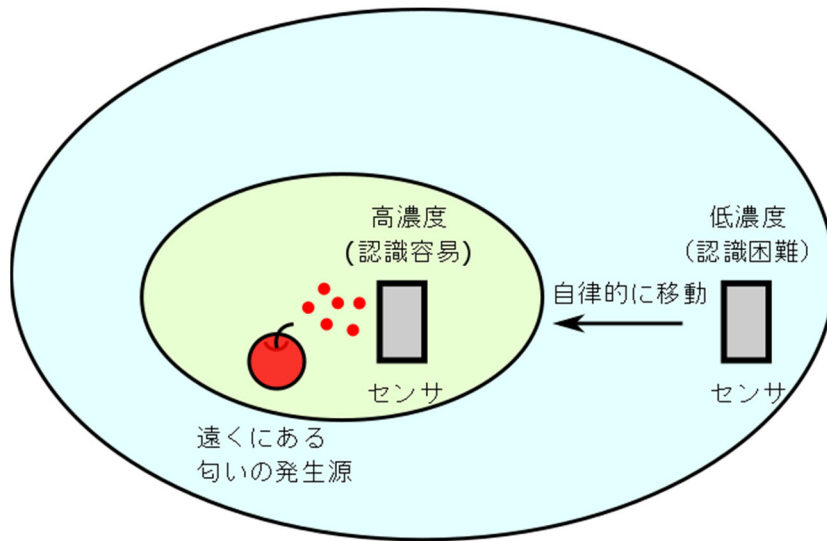 高濃度
(認識容易)
低濃度
(認識困難)
自律的に移動
センサ
センサ
遠くにある
匂いの発生源